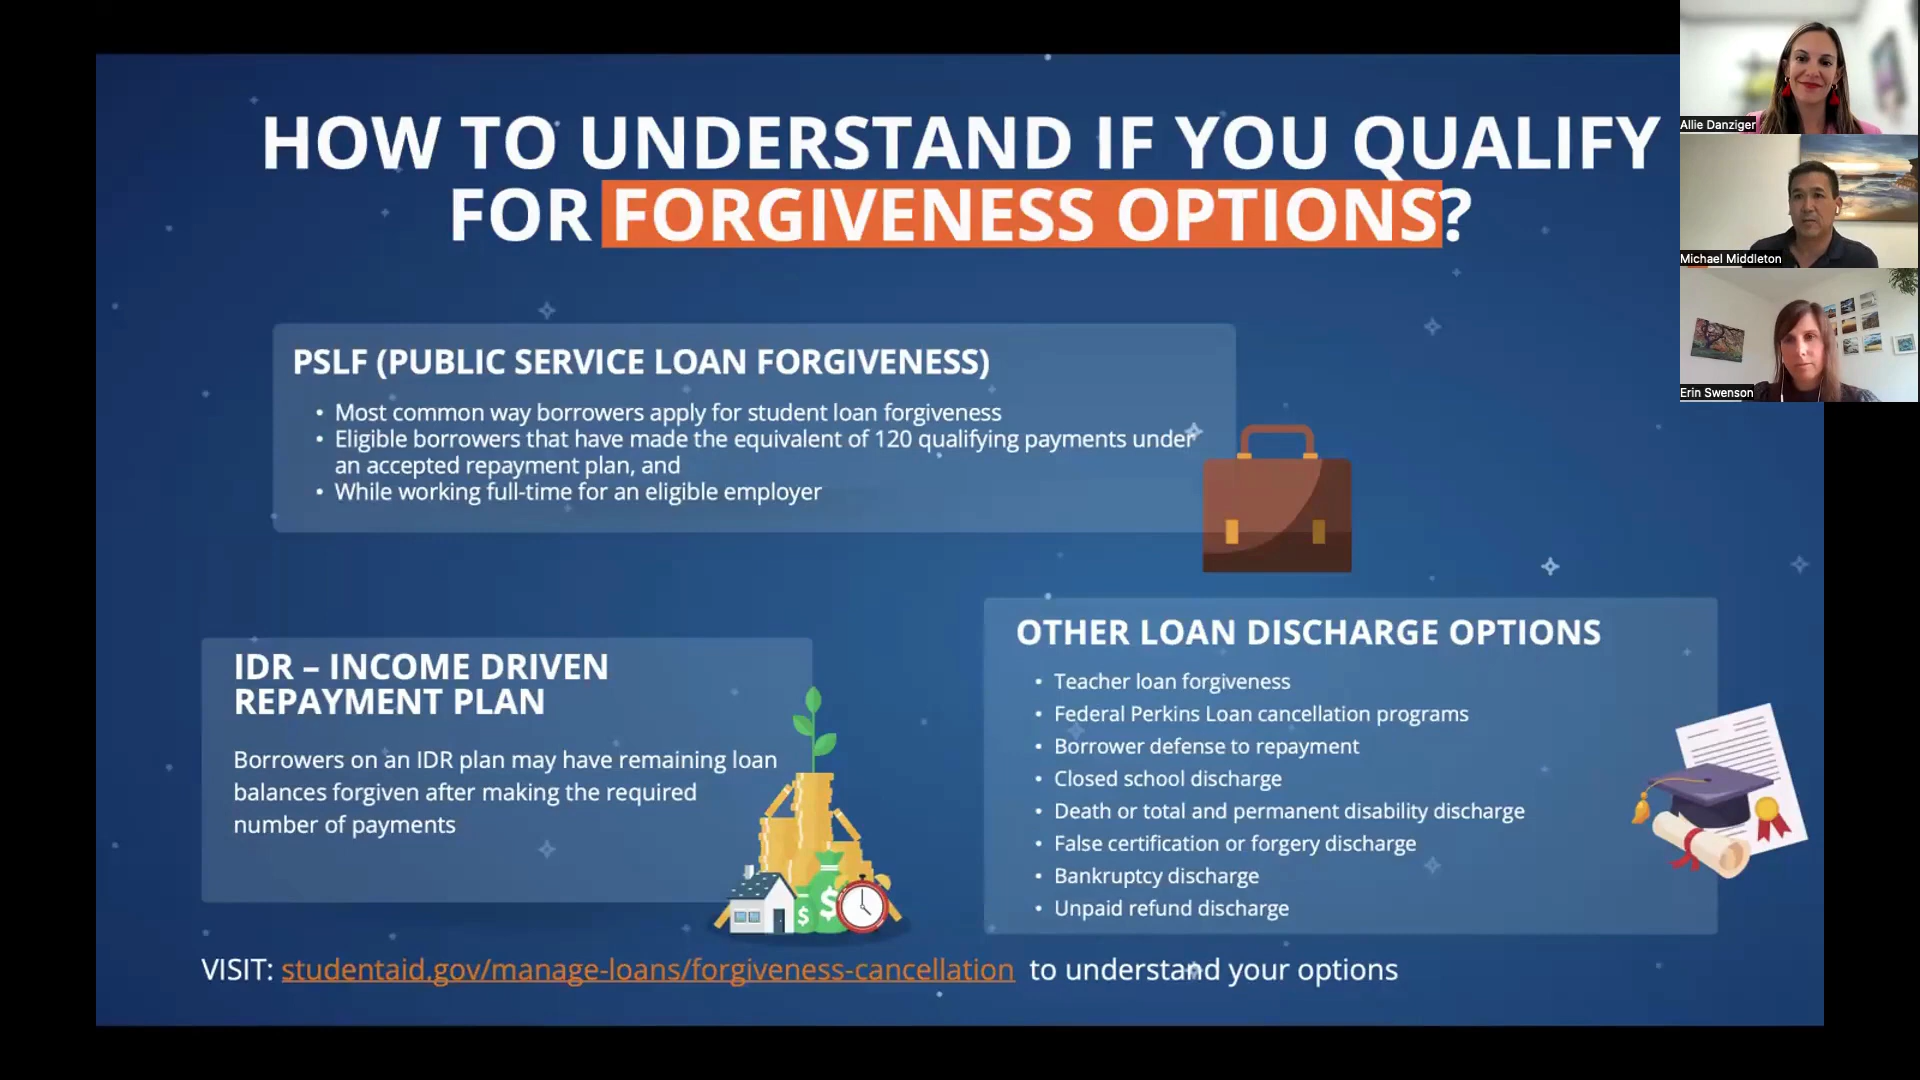 HOW TO UNDERSTAND IF YOU QUALIFY
FOR FORGIVENESS OPTIONS?
PSLF (PUBLIC SERVICE LOAN FORGIVENESS)
• Most common way borrowers apply for student loan forgiveness
• Eligible borrowers that have made the equivalent of 120 qualifying payments under
an accepted repayment plan, and
• While working full-time for an eligible employer
IDR – INCOME DRIVEN
REPAYMENT PLAN
Borrowers on an IDR plan may have remaining loan
balances forgiven after making the required
number of payments
$
$
OTHER LOAN DISCHARGE OPTIONS
• Teacher loan forgiveness
• Federal Perkins Loan cancellation programs
• Borrower defense to repayment
• Closed school discharge
• Death or total and permanent disability discharge
• False certification or forgery discharge
• Bankruptcy discharge
• Unpaid refund discharge
VISIT: studentaid.gov/manage-loans/forgiveness-cancellation to understand your options
Allie Danziger
Michael Middleton
Erin Swenson